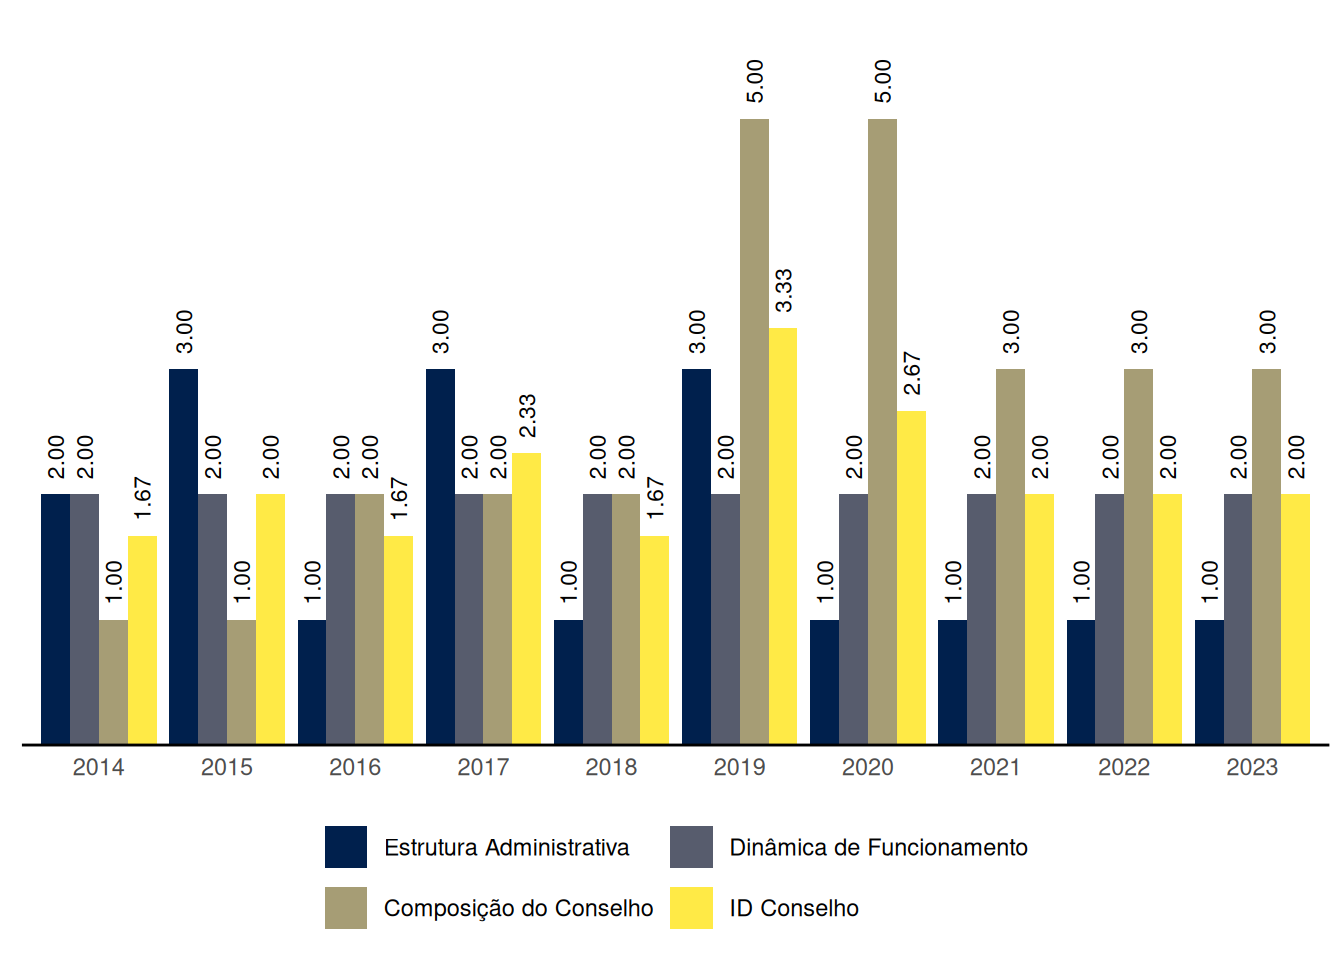 5.00 5.00
3.33
3.00 3.00 3.00 3.00 3.00 3.00
2.67
2.33
2.00 2.00 2.00 2.00 2.00 2.00 2.00 2.00 2.00 2.00 2.00 2.00 2.00 2.00 2.00 2.00 2.00
1.67 1.67 1.67
1.00 1.00 1.00 1.00 1.00 1.00 1.00 1.00
2014 2015 2016 2017 2018 2019 2020 2021 2022 2023
Estrutura Administrativa Dinâmica de Funcionamento
Composição do Conselho ID Conselho